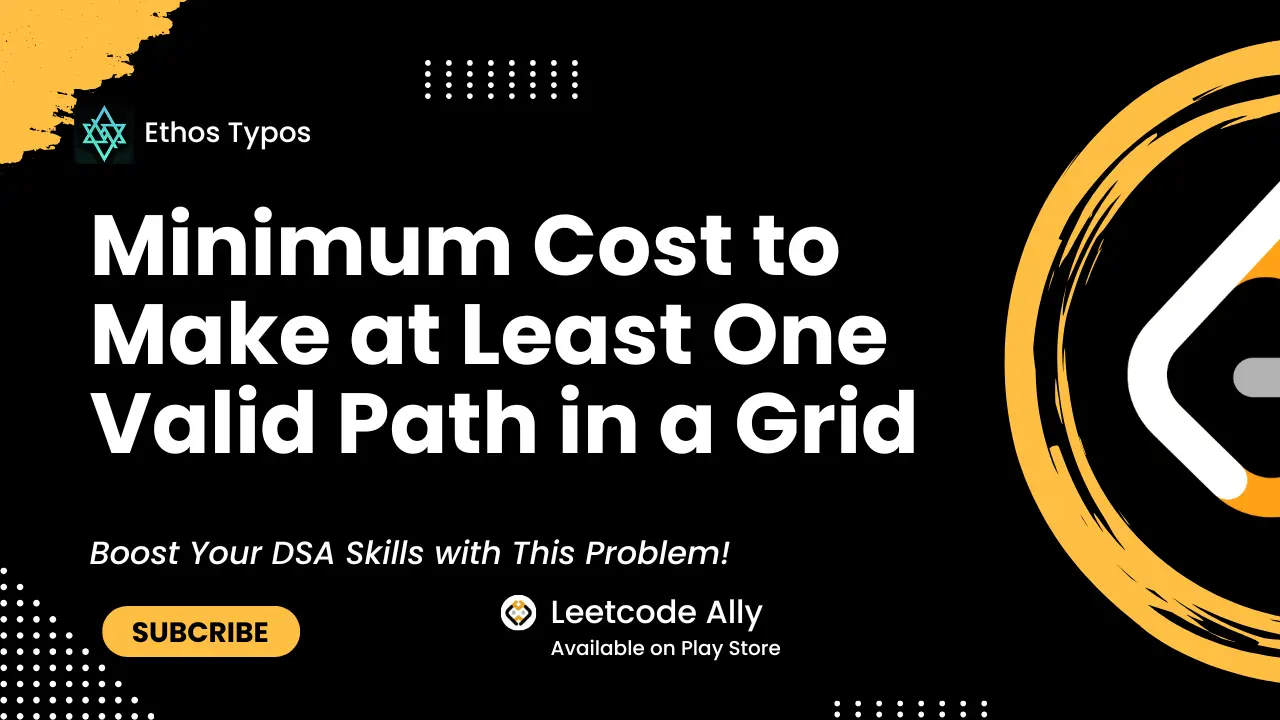 Ethos Typos
Minimum Cost to
Make at Least One
Valid Path in a Grid
Boost Your DSA Skills with This Problem!
SUBCRIBE
Leetcode Ally
Available on Play Store